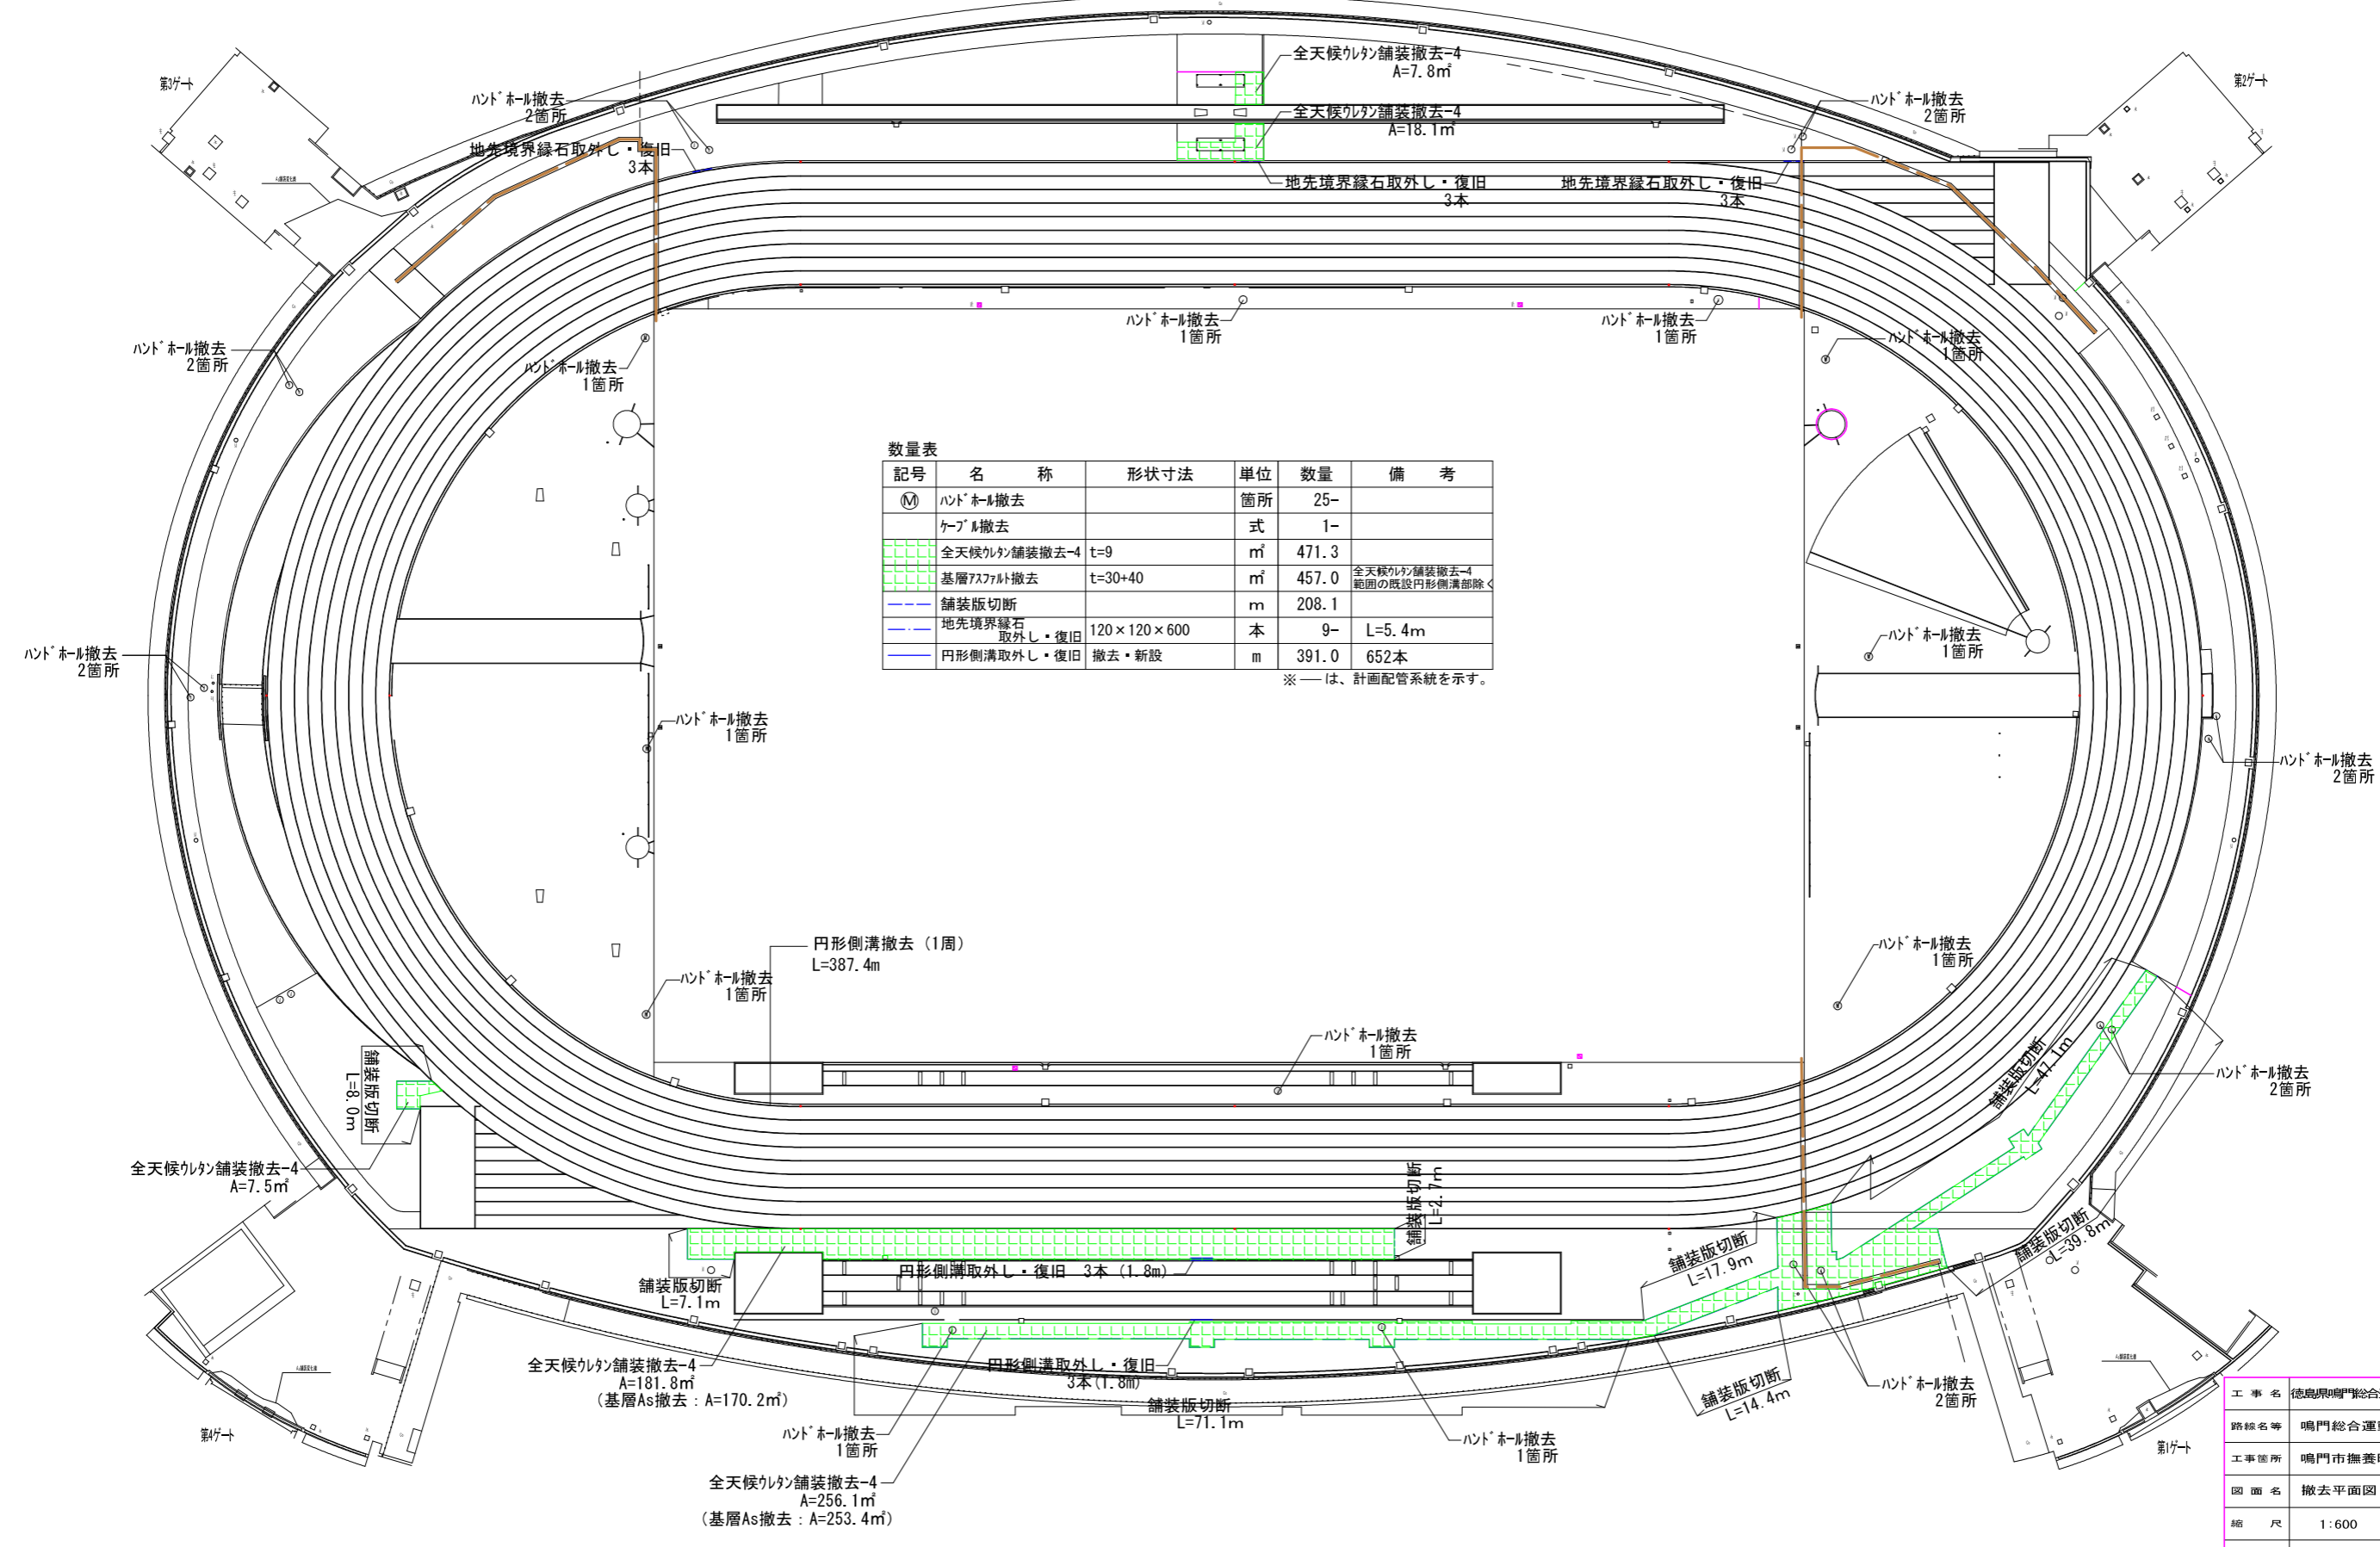 第3ゲート
第2ゲート
全天候ウレタン舗装撤去-4
A=7.8㎡
ハンドホール撤去
2箇所
全天候ウレタン舗装撤去-4
A=18.1㎡
ハンドホール撤去
2箇所
地先境界縁石取外し・復旧
3本
地先境界縁石取外し・復旧
3本
地先境界縁石取外し・復旧
3本
ハンドホール撤去
1箇所
ハンドホール撤去
1箇所
ハンドホール撤去
1箇所
ハンドホール撤去
2箇所
ハンドホール撤去
1箇所
数量表
記号 名称 形状寸法 単位 数量 備考
Ⓜ ハンドホール撤去 箇所 25-
ケーブル撤去 式 1-
全天候ウレタン舗装撤去-4 t=9 ㎡ 471.3
基層アスファルト撤去 t=30+40 ㎡ 457.0 全天候ウレタン舗装撤去-4
範囲の既設円形側溝部除く
舗装版切断 m 208.1
地先境界縁石
取外し・復旧 120×120×600 本 9- L=5.4m
円形側溝取外し・復旧 撤去・新設 m 391.0 652本
※ ── は、計画配管系統を示す。
ハンドホール撤去
2箇所
ハンドホール撤去
1箇所
ハンドホール撤去
1箇所
ハンドホール撤去
2箇所
円形側溝撤去（1周）
L=387.4m
ハンドホール撤去
1箇所
ハンドホール撤去
1箇所
ハンドホール撤去
1箇所
舗装版切断
L=8.0m
舗装版切断
L=47.1m
ハンドホール撤去
2箇所
全天候ウレタン舗装撤去-4
A=7.5㎡
舗装版切断
L=2.7m
舗装版切断
L=39.8m
舗装版切断
L=17.9m
円形側溝取外し・復旧 3本（1.8m）
舗装版切断
L=7.1m
全天候ウレタン舗装撤去-4
A=181.8㎡
（基層As撤去：A=170.2㎡）
円形側溝取外し・復旧
3本(1.8m)
舗装版切断
L=71.1m
舗装版切断
L=14.4m
ハンドホール撤去
2箇所
ハンドホール撤去
1箇所
ハンドホール撤去
1箇所
全天候ウレタン舗装撤去-4
A=256.1㎡
（基層As撤去：A=253.4㎡）
第4ゲート
第1ゲート
工事名 徳島県鳴門総合
路線名等 鳴門総合運
工事箇所 鳴門市撫養
図面名 撤去平面図
縮尺 1:600